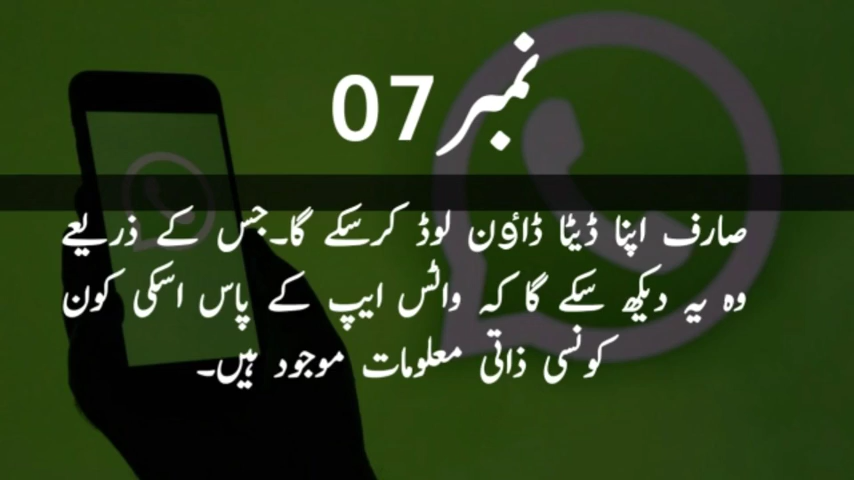 نمبر 07
صارف اپنا ڈیٹا ڈاؤن لوڈ کرسکے گا۔جس کے ذریعے
وہ یہ دیکھ سکے گا کہ واٹس ایپ کے پاس اسکی کون
کونسی ذاتی معلومات موجود ہیں۔